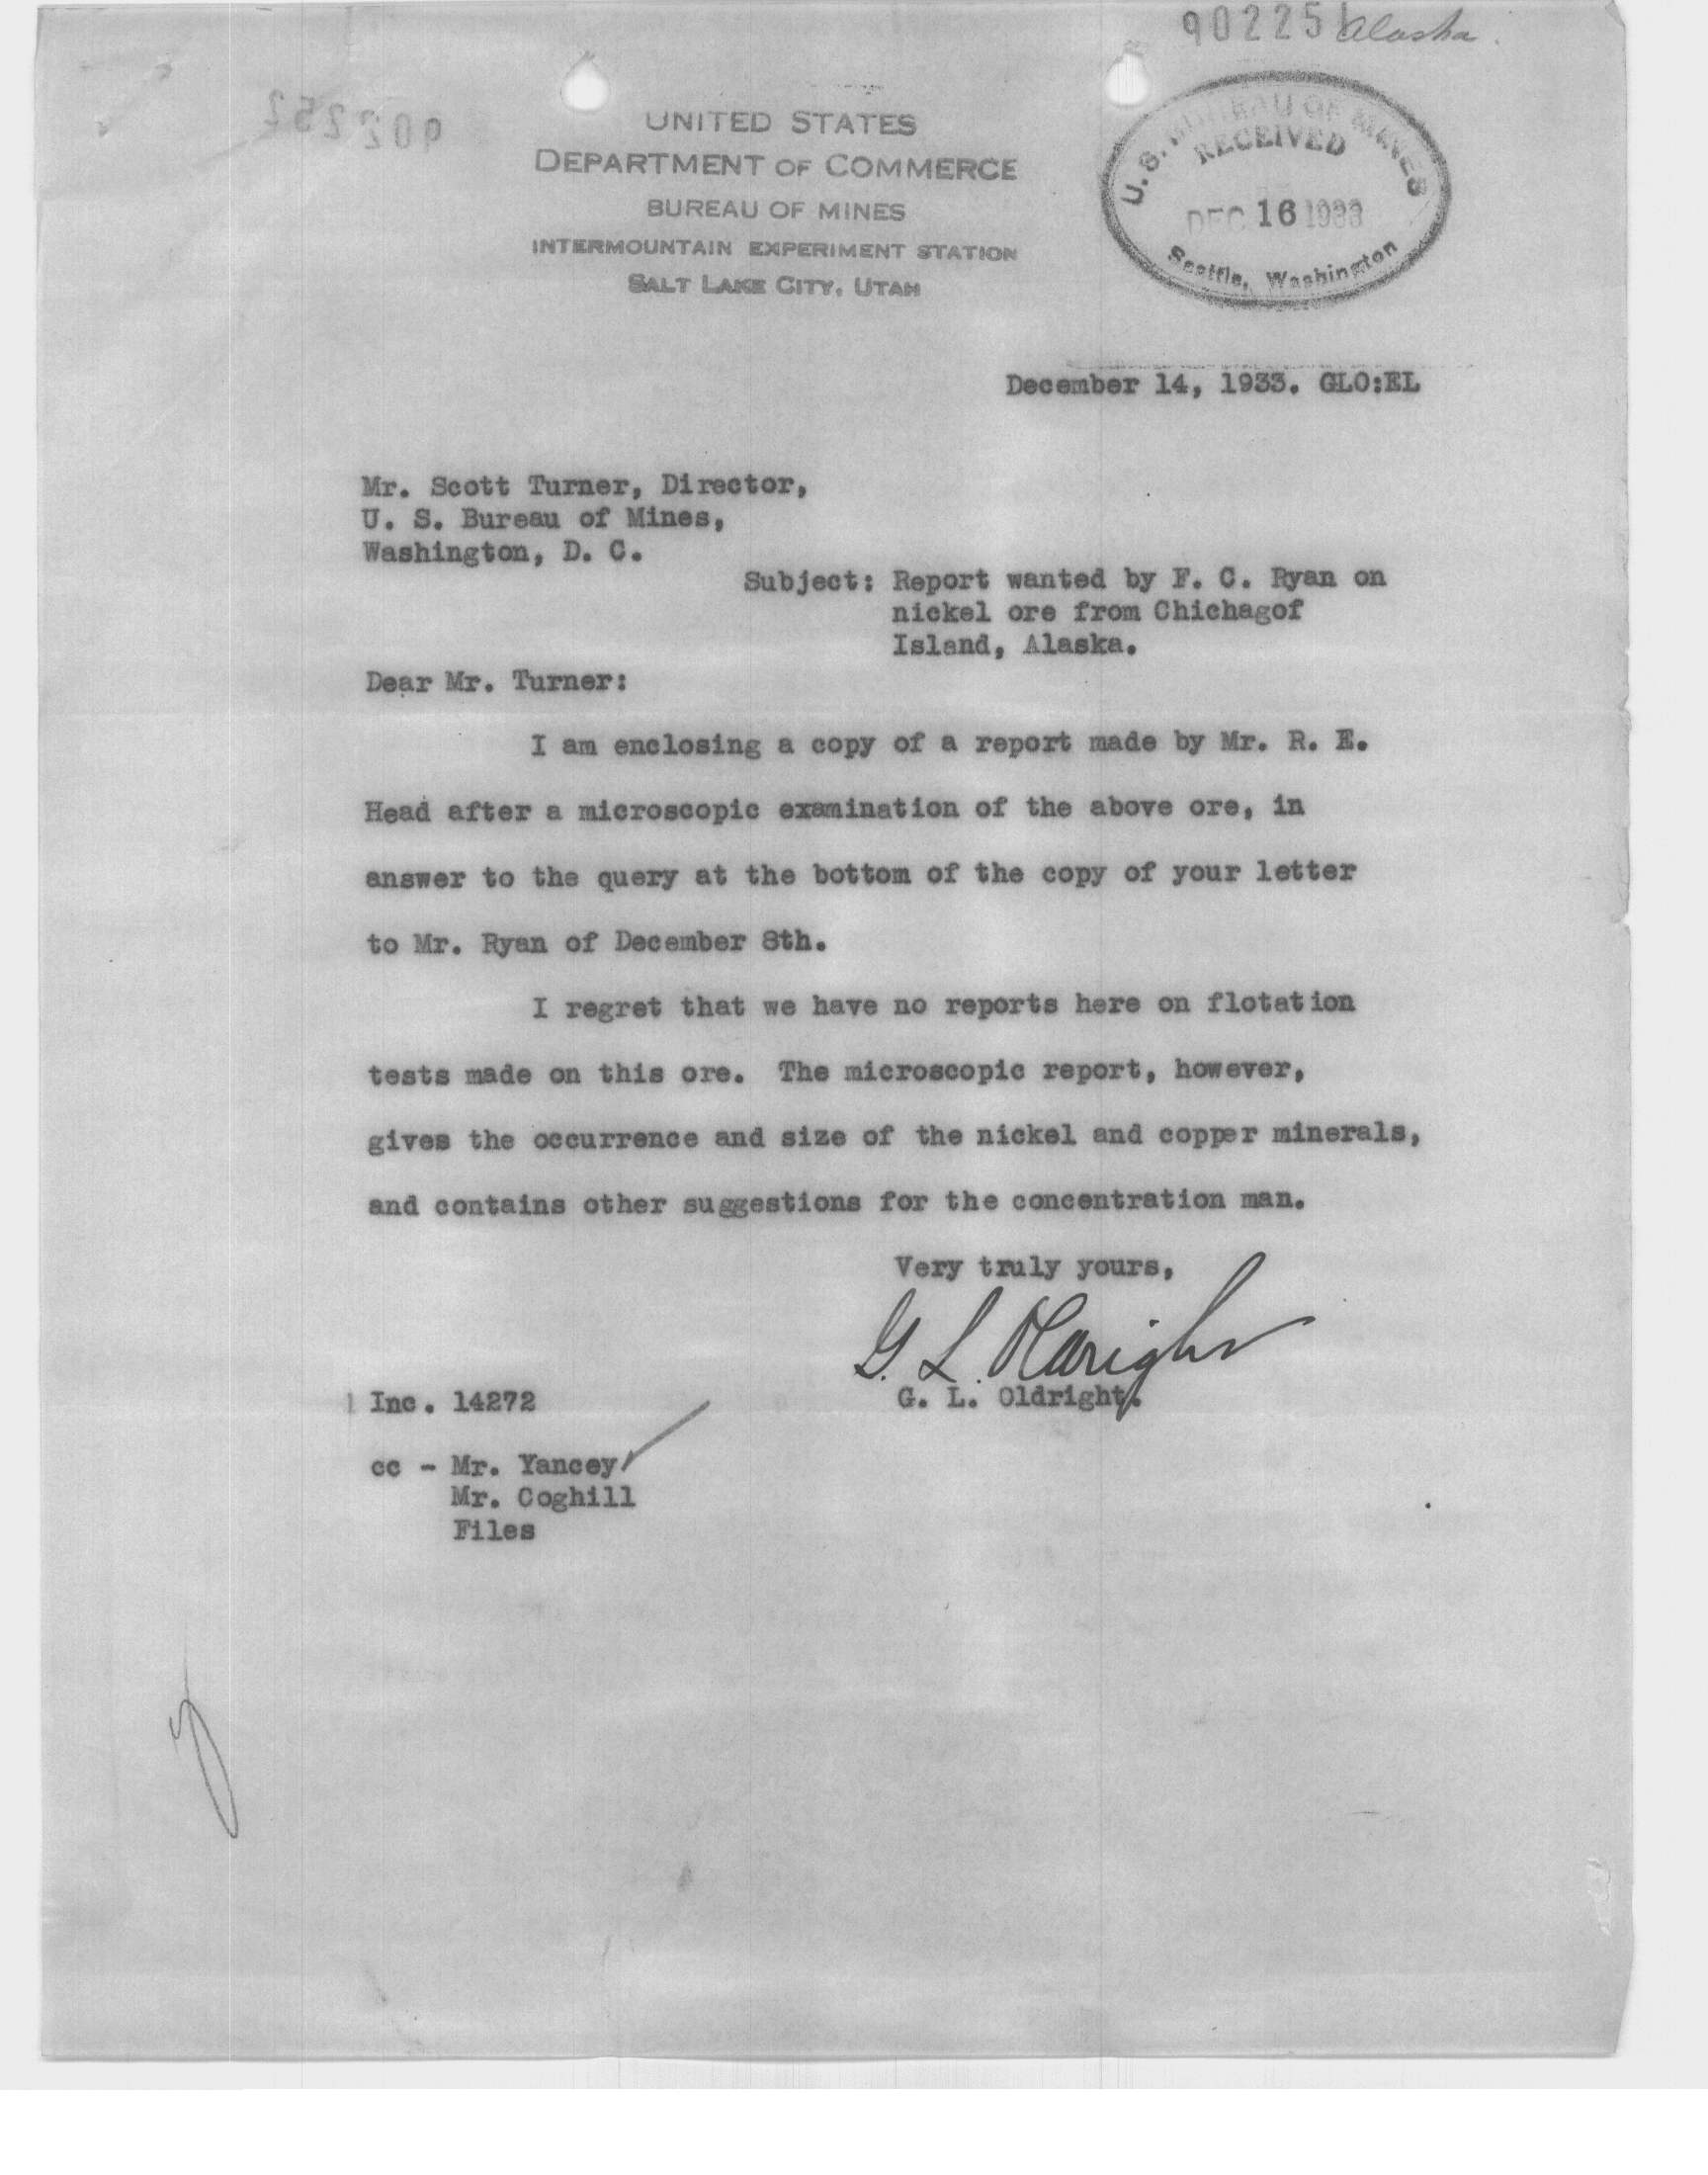 90225 Alaska.
902252
UNITED STATES
DEPARTMENT OF COMMERCE
BUREAU OF MINES
INTERMOUNTAIN EXPERIMENT STATION
SALT LAKE CITY, UTAH
U. S. BUREAU OF MINES
RECEIVED
DEC 16 1933
Seattle, Washington
December 14, 1933. GLO:EL
Mr. Scott Turner, Director,
U. S. Bureau of Mines,
Washington, D. C.
Subject: Report wanted by F. C. Ryan on
nickel ore from Chichagof
Island, Alaska.
Dear Mr. Turner:
I am enclosing a copy of a report made by Mr. R. E.
Head after a microscopic examination of the above ore, in
answer to the query at the bottom of the copy of your letter
to Mr. Ryan of December 8th.
I regret that we have no reports here on flotation
tests made on this ore. The microscopic report, however,
gives the occurrence and size of the nickel and copper minerals,
and contains other suggestions for the concentration man.
Very truly yours,
G. L. Oldright
G. L. Oldright.
1 Inc. 14272
cc - Mr. Yancey
Mr. Coghill
Files